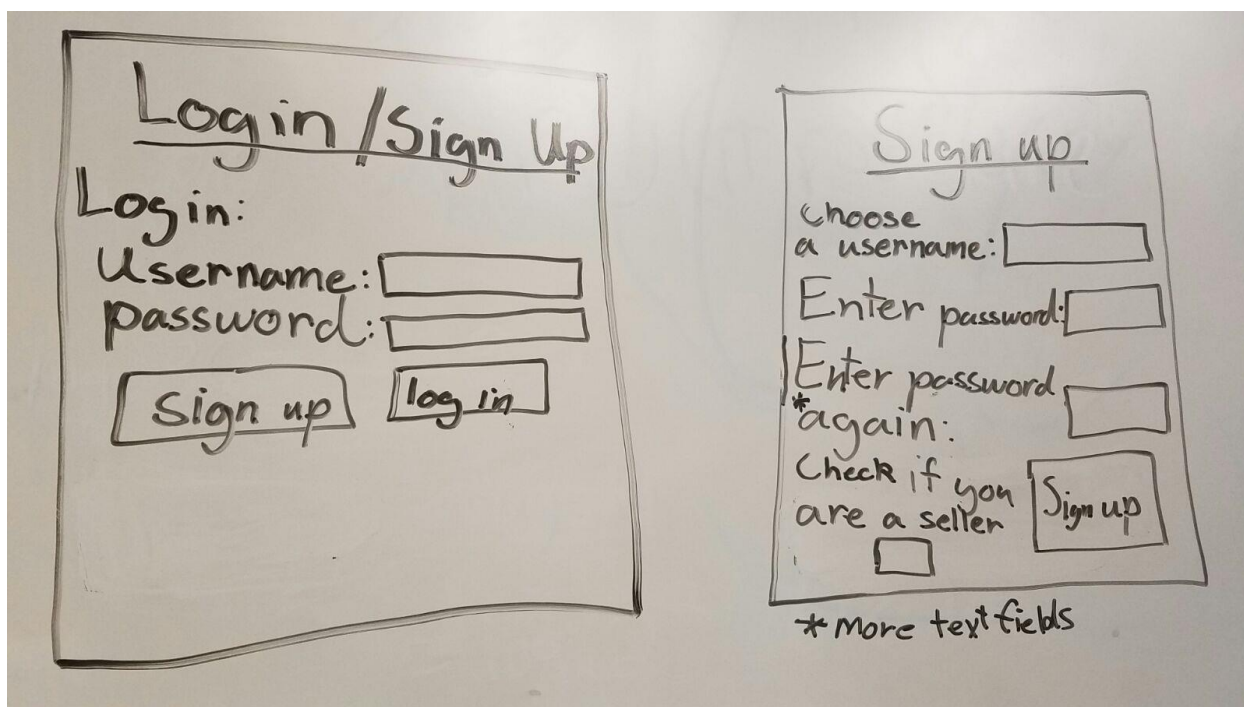 Login / Sign Up
Login:
Username:
password:
Sign up
log in
Sign up
Choose
a username:
Enter password:
Enter password
*again:
Check if you
are a seller
Sign up
* more text fields